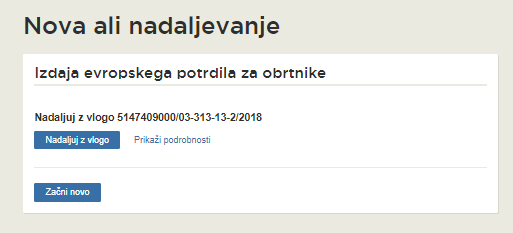 Nova ali nadaljevanje
Izdaja evropskega potrdila za obrtnike
Nadaljuj z vlogo 5147409000/03-313-13-2/2018
Nadaljuj z vlogo Prikaži podrobnosti
Začni novo